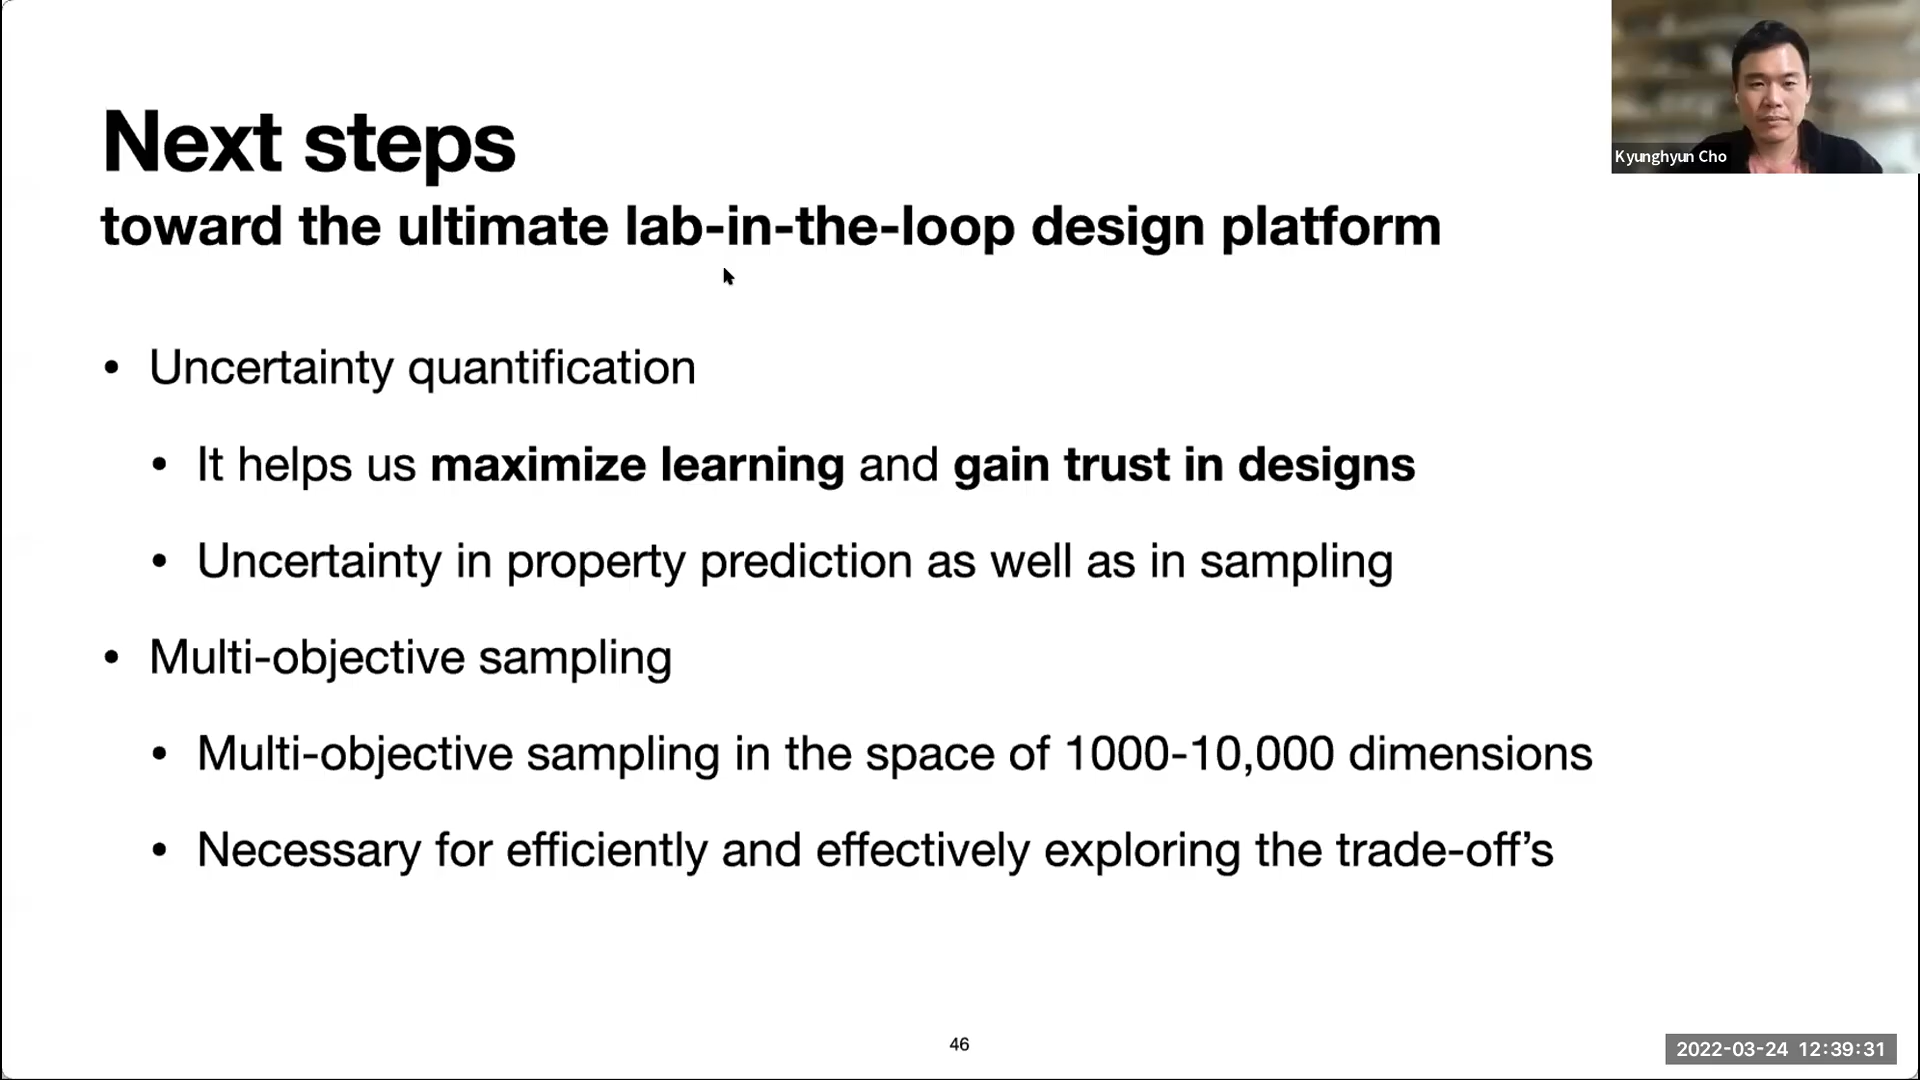 Kyunghyun Cho
Next steps
toward the ultimate lab-in-the-loop design platform
• Uncertainty quantification
• It helps us maximize learning and gain trust in designs
• Uncertainty in property prediction as well as in sampling
• Multi-objective sampling
• Multi-objective sampling in the space of 1000-10,000 dimensions
• Necessary for efficiently and effectively exploring the trade-off’s
46
2022-03-24 12:39:31